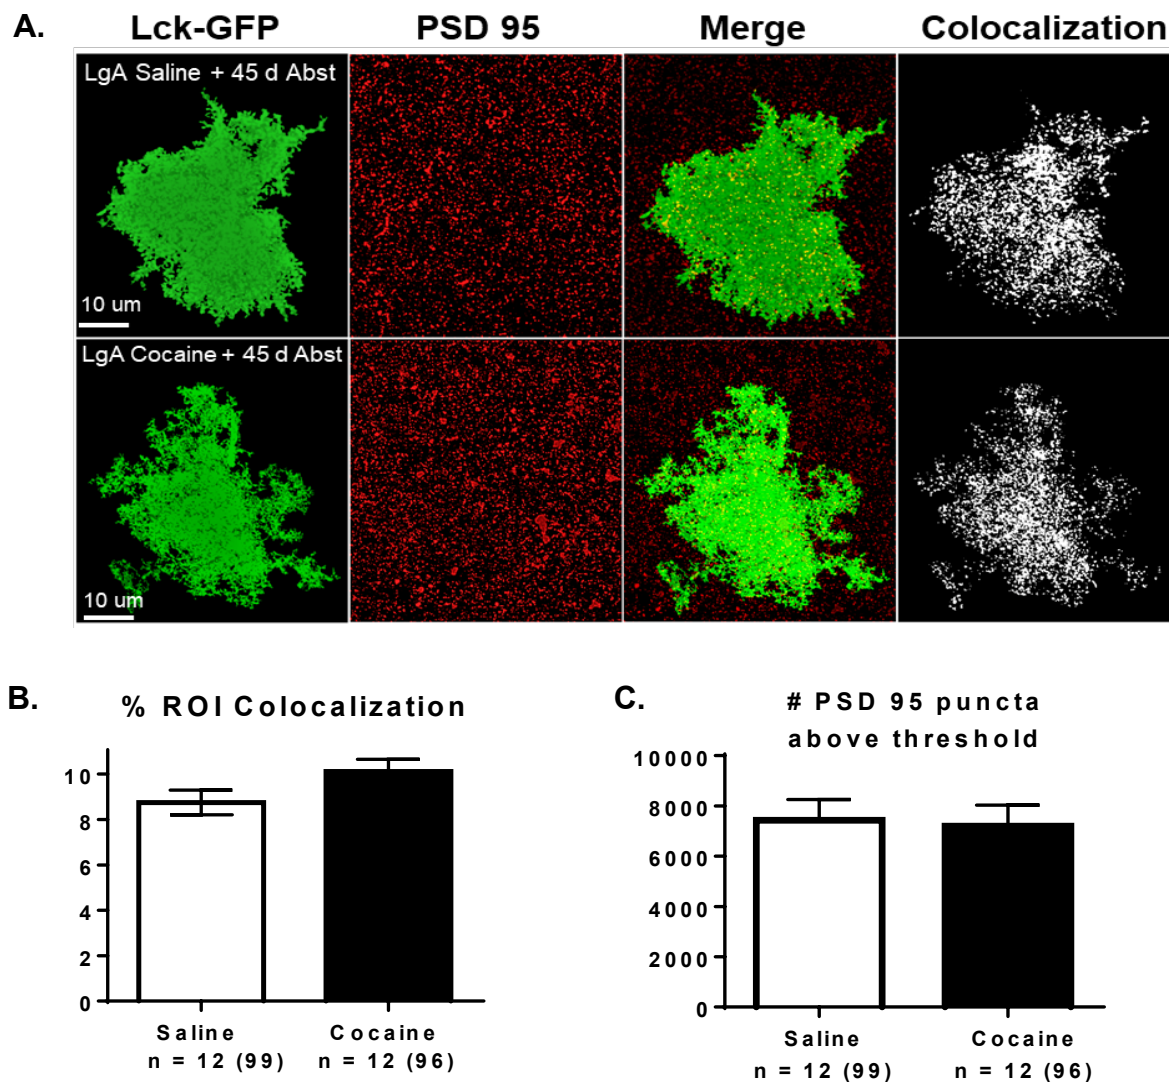 A.
Lck-GFP PSD 95 Merge Colocalization
LgA Saline + 45 d Abst
10 um
LgA Cocaine + 45 d Abst
10 um
B.
% ROI Colocalization
10
8
6
4
2
0
Saline Cocaine
n = 12 (99) n = 12 (96)
C.
# PSD 95 puncta
above threshold
10000
8000
6000
4000
2000
0
Saline Cocaine
n = 12 (99) n = 12 (96)